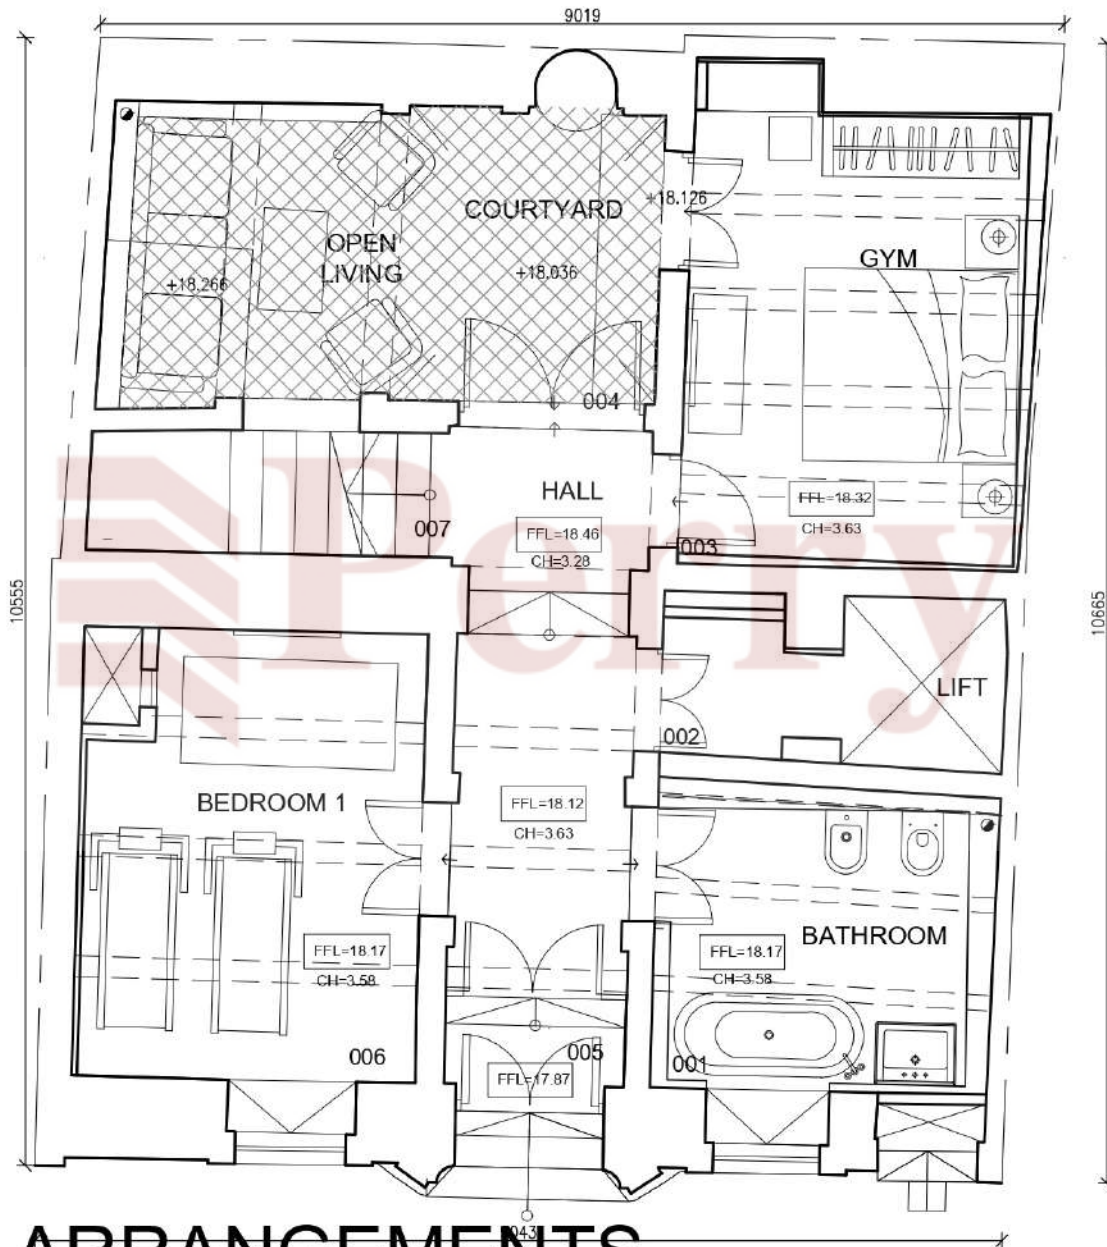 9019
COURTYARD
+18.126
OPEN
LIVING
+18.266
+18.036
GYM
004
HALL
007
FFL=18.46
CH=3.28
FFL=18.32
CH=3.63
003
10555
10665
LIFT
002
BEDROOM 1
FFL=18.12
CH=3.63
BATHROOM
FFL=18.17
CH=3.58
FFL=18.17
CH=3.58
006
005
001
FFL=17.87
Perry
ARRANGEMENTS